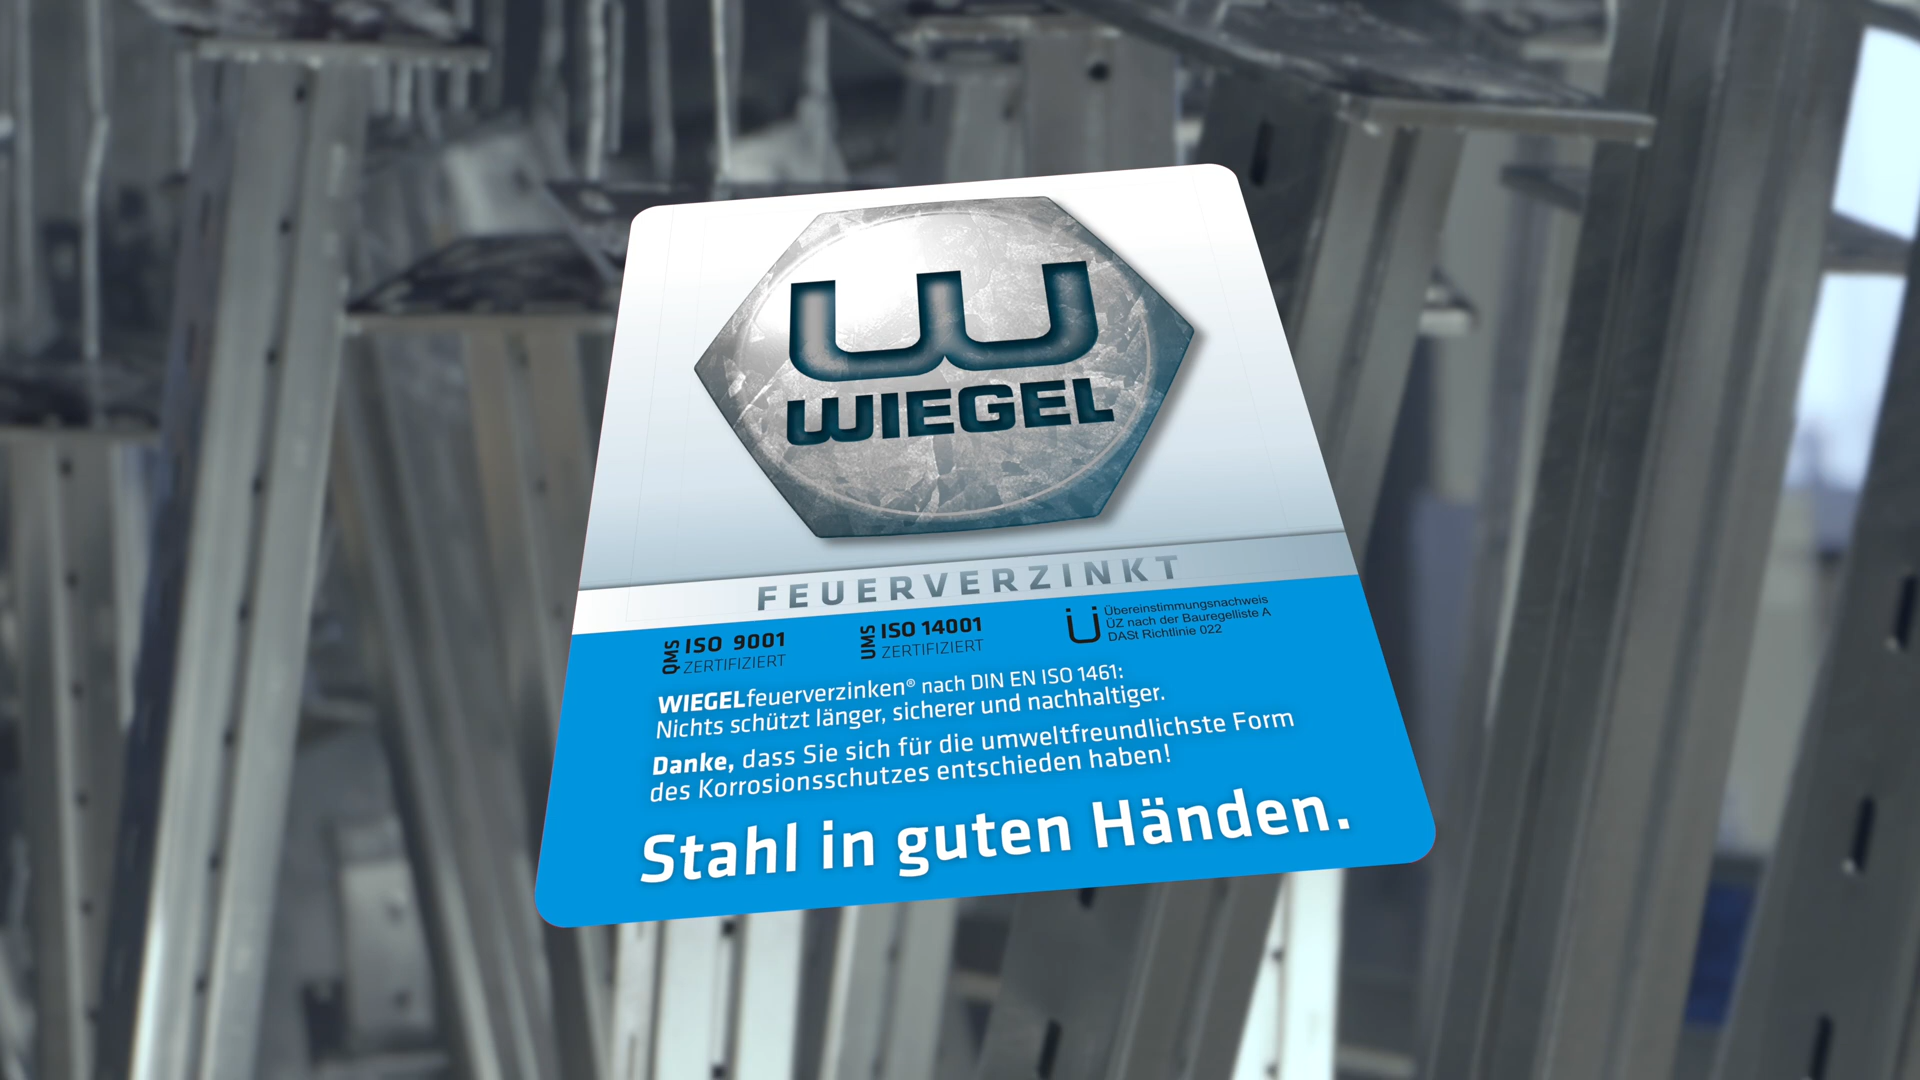 W
WIEGEL
FEUERVERZINKT
QMS ISO 9001
ZERTIFIZIERT
UMS ISO 14001
ZERTIFIZIERT
Ü Übereinstimmungsnachweis
ÜZ nach der Bauregelliste A
DASt Richtlinie 022
WIEGELfeuerverzinken® nach DIN EN ISO 1461:
Nichts schützt länger, sicherer und nachhaltiger.
Danke, dass Sie sich für die umweltfreundlichste Form
des Korrosionsschutzes entschieden haben!
Stahl in guten Händen.